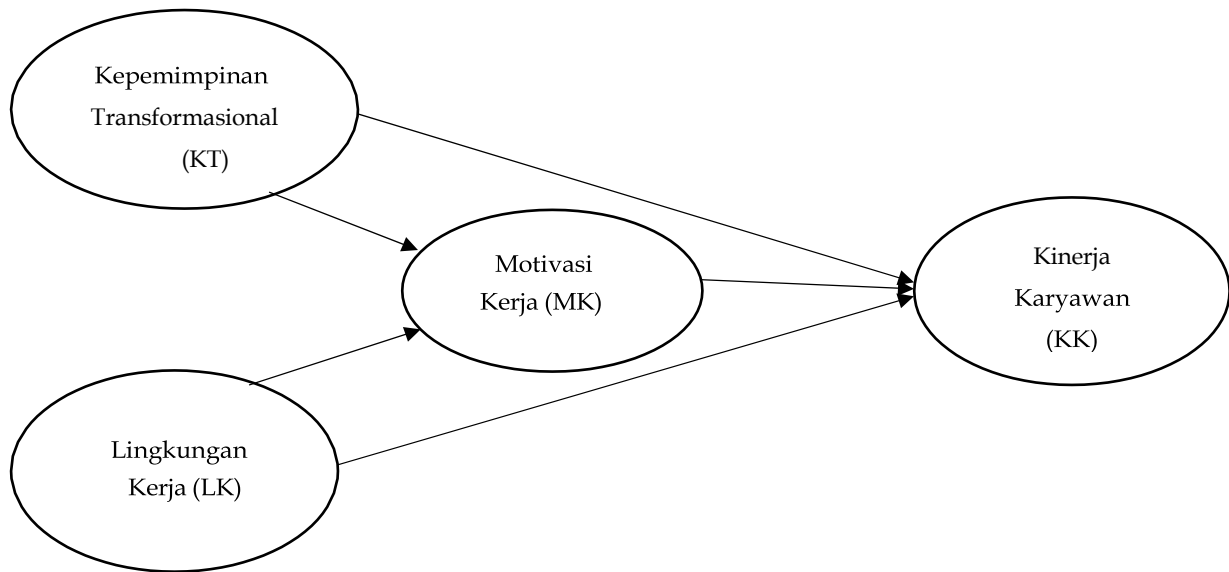 Kepemimpinan
Transformasional
(KT)
Motivasi
Kerja (MK)
Kinerja
Karyawan
(KK)
Lingkungan
Kerja (LK)